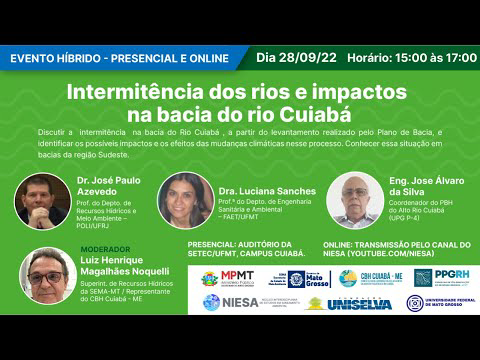 EVENTO HÍBRIDO - PRESENCIAL E ONLINE
Dia 28/09/22 Horário: 15:00 às 17:00
Intermitência dos rios e impactos
na bacia do rio Cuiabá
Discutir a intermitência na bacia do Rio Cuiabá , a partir do levantamento realizado pelo Plano de Bacia, e
identificar os possíveis impactos e os efeitos das mudanças climáticas nesse processo. Conhecer essa situação em
bacias da região Sudeste.
Dr. José Paulo
Azevedo
Prof. do Depto. de
Recursos Hídricos e
Meio Ambiente –
POLI/UFRJ
Dra. Luciana Sanches
Prof.ª do Depto. de Engenharia
Sanitária e Ambiental
– FAET/UFMT
Eng. Jose Álvaro
da Silva
Coordenador do PBH
do Alto Rio Cuiabá
(UPG P-4)
MODERADOR
Luiz Henrique
Magalhães Noquelli
Superint. de Recursos Hídricos da
SEMA-MT / Representante
do CBH Cuiabá - ME
PRESENCIAL: AUDITÓRIO DA
SETEC/UFMT, CAMPUS CUIABÁ.
ONLINE: TRANSMISSÃO PELO CANAL DO
NIESA (YOUTUBE.COM/NIESA)
MPMT
Ministério Público
Mato
Grosso
CBH CUIABÁ - ME
PPGRH
NIESA
FUNDAÇÃO
UNISELVA
UNIVERSIDADE FEDERAL
DE MATO GROSSO